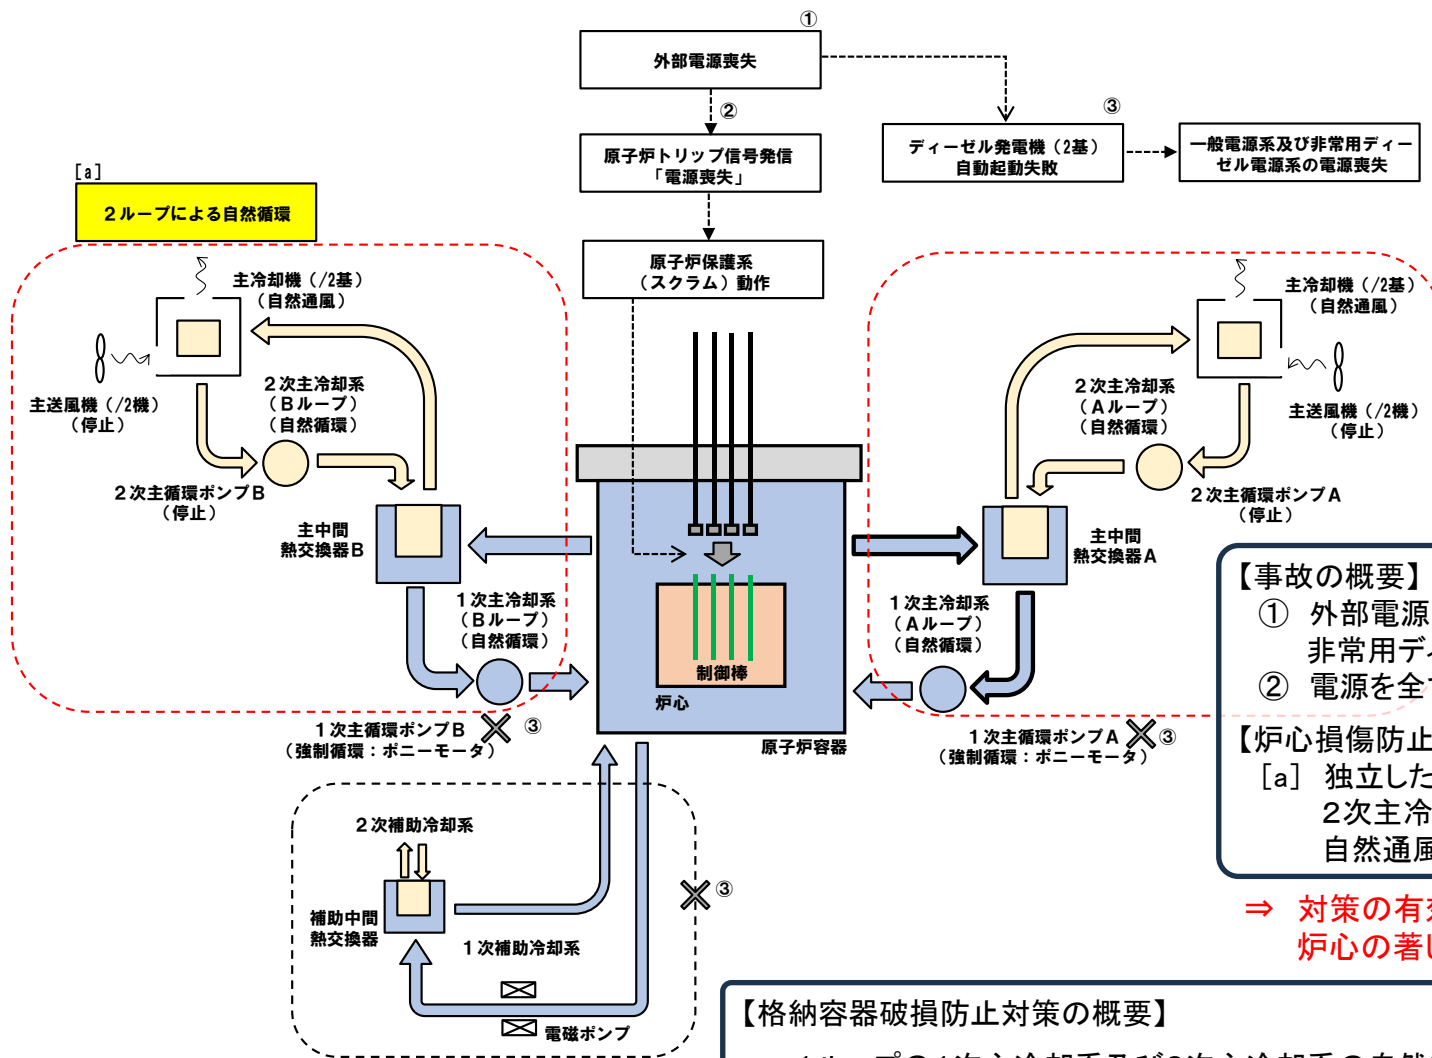 ①
外部電源喪失
②
③
原子炉トリップ信号発信
「電源喪失」
ディーゼル発電機（2基）
自動起動失敗
一般電源系及び非常用ディー
ゼル電源系の電源喪失
[a]
２ループによる自然循環
原子炉保護系
（スクラム）動作
主冷却機（/2基）
（自然通風）
主送風機（/2機）
（停止）
２次主冷却系
（Ｂループ）
（自然循環）
２次主循環ポンプＢ
（停止）
主中間
熱交換器Ｂ
１次主冷却系
（Ｂループ）
（自然循環）
１次主循環ポンプＢ
（強制循環：ポニーモータ）
③
制御棒
炉心
原子炉容器
主冷却機（/2基）
（自然通風）
主送風機（/2機）
（停止）
２次主冷却系
（Ａループ）
（自然循環）
２次主循環ポンプＡ
（停止）
主中間
熱交換器Ａ
１次主冷却系
（Ａループ）
（自然循環）
１次主循環ポンプＡ
（強制循環：ポニーモータ）
③
２次補助冷却系
補助中間
熱交換器
１次補助冷却系
電磁ポンプ
③
【事故の概要】
① 外部電源
非常用ディ
② 電源を全て
【炉心損傷防止
[a] 独立した
２次主冷
自然通風
⇒ 対策の有効
炉心の著し
【格納容器破損防止対策の概要】